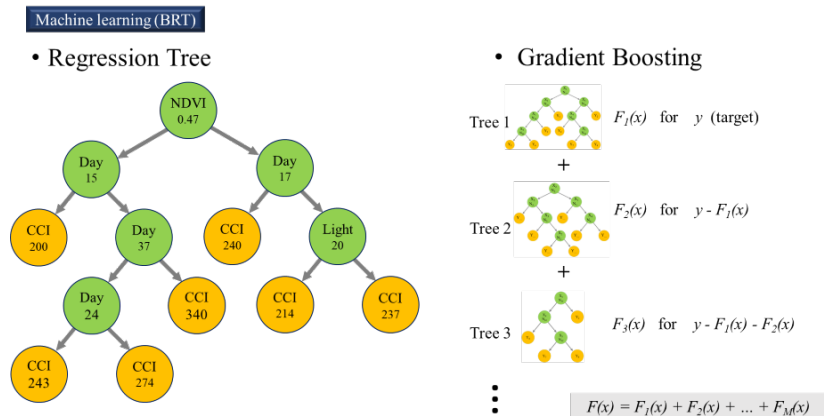 Machine learning (BRT)
• Regression Tree
NDVI
0.47
Day
15
Day
17
CCI
200
Day
37
CCI
240
Light
20
Day
24
CCI
340
CCI
214
CCI
237
CCI
243
CCI
274
• Gradient Boosting
Tree 1
F₁(x) for y (target)
+
Tree 2
F₂(x) for y - F₁(x)
+
Tree 3
F₃(x) for y - F₁(x) - F₂(x)
F(x) = F₁(x) + F₂(x) + ... + F_M(x)